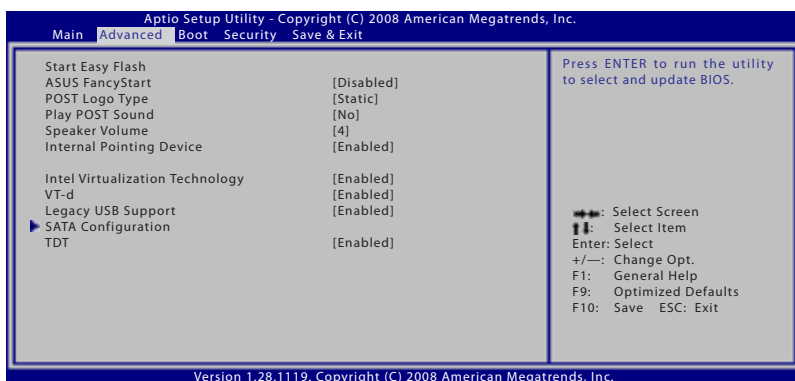 Aptio Setup Utility - Copyright (C) 2008 American Megatrends, Inc.
Main Advanced Boot Security Save & Exit
Start Easy Flash
ASUS FancyStart [Disabled]
POST Logo Type [Static]
Play POST Sound [No]
Speaker Volume [4]
Internal Pointing Device [Enabled]
Intel Virtualization Technology [Enabled]
VT-d [Enabled]
Legacy USB Support [Enabled]
SATA Configuration
TDT [Enabled]
Press ENTER to run the utility
to select and update BIOS.
: Select Screen
: Select Item
Enter: Select
+/—: Change Opt.
F1: General Help
F9: Optimized Defaults
F10: Save ESC: Exit
Version 1.28.1119. Copyright (C) 2008 American Megatrends, Inc.